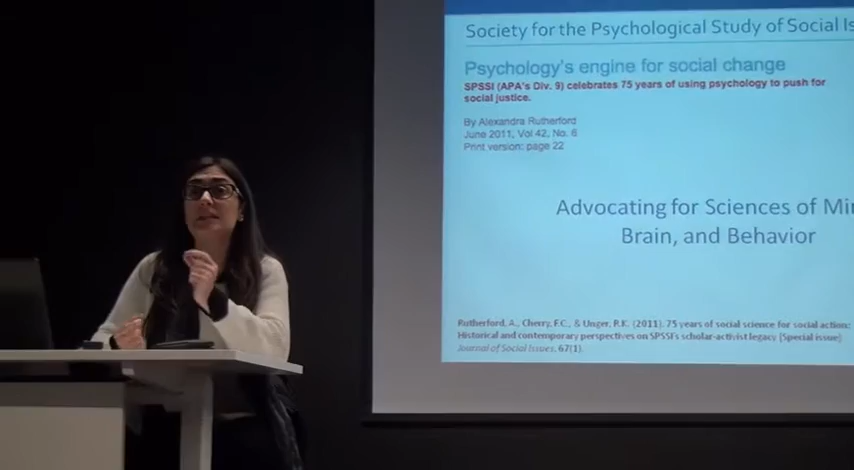 Society for the Psychological Study of Social Is
Psychology's engine for social change
SPSSI (APA's Div. 9) celebrates 75 years of using psychology to push for
social justice.
By Alexandra Rutherford
June 2011, Vol 42, No. 6
Print version: page 22
Advocating for Sciences of Min
Brain, and Behavior
Rutherford, A., Cherry, F.C., & Unger, R.K. (2011). 75 years of social science for social action:
Historical and contemporary perspectives on SPSSI's scholar-activist legacy [Special issue]
Journal of Social Issues, 67(1).